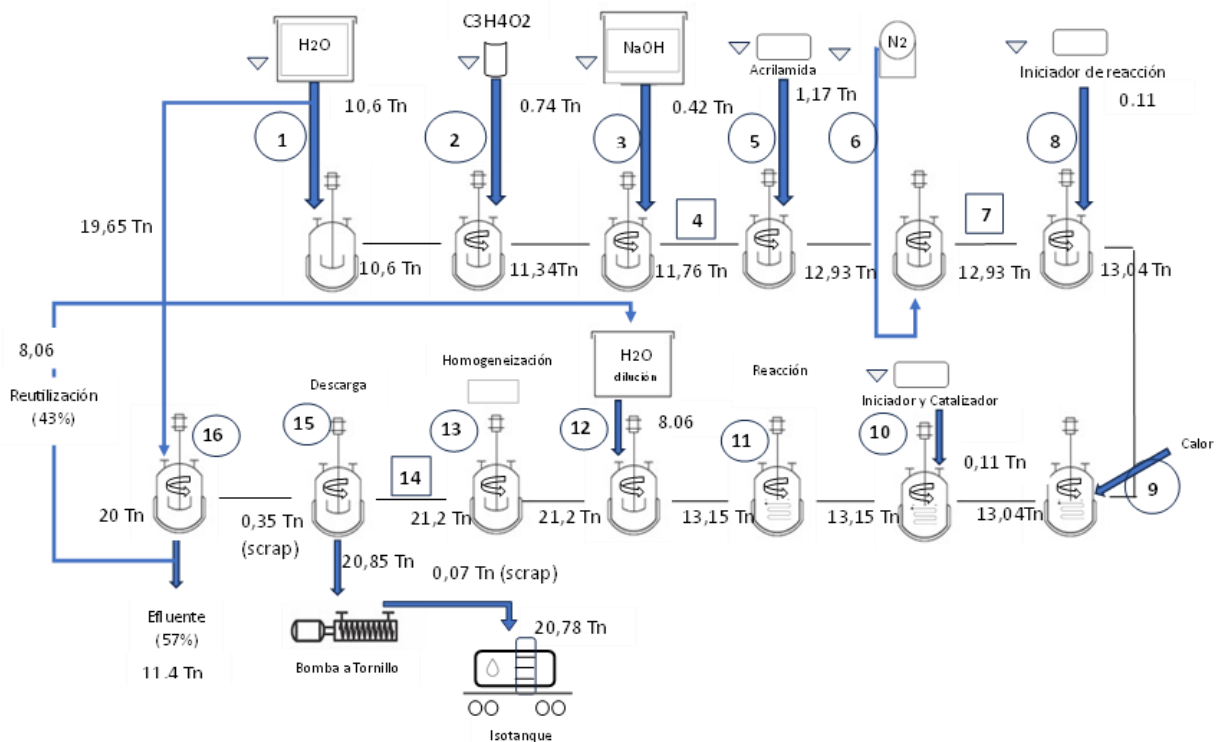 C3H4O2
H2O
NaOH
N2
Acrilamida
Iniciador de reacción
10,6 Tn
0.74 Tn
0.42 Tn
1,17 Tn
0.11
1
2
3
5
6
8
19,65 Tn
4
7
10,6 Tn
11,34Tn
11,76 Tn
12,93 Tn
12,93 Tn
13,04 Tn
8,06
Reutilización
(43%)
Descarga
Homogeneización
H2O
dilución
Reacción
Iniciador y Catalizador
Calor
16
15
13
12
8.06
11
10
0,11 Tn
9
14
20 Tn
0,35 Tn
(scrap)
21,2 Tn
21,2 Tn
13,15 Tn
13,15 Tn
13,04Tn
20,85 Tn
0,07 Tn (scrap)
Efluente
(57%)
11.4 Tn
Bomba a Tornillo
20,78 Tn
Isotanque